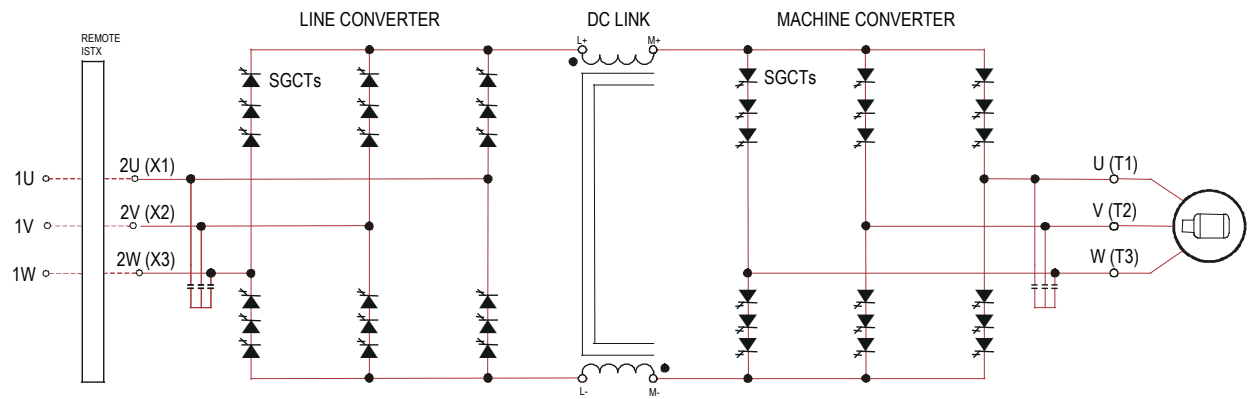 LINE CONVERTER
DC LINK
MACHINE CONVERTER
REMOTE
ISTX
L+
M+
SGCTs
SGCTs
1U
2U (X1)
U (T1)
1V
2V (X2)
V (T2)
1W
2W (X3)
W (T3)
L-
M-